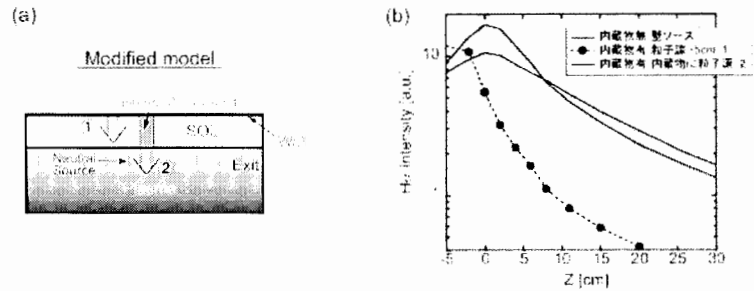 (a)
Modified model
1
SOL
Neutral
Source
2
Exit
(b)
Hα intensity [a.u.]
10
1
内蔵物無 壁ソース
内蔵物有 粒子源 -5cm 1
内蔵物有 内蔵物に粒子源 2
-5 0 5 10 15 20 25 30
Z [cm]